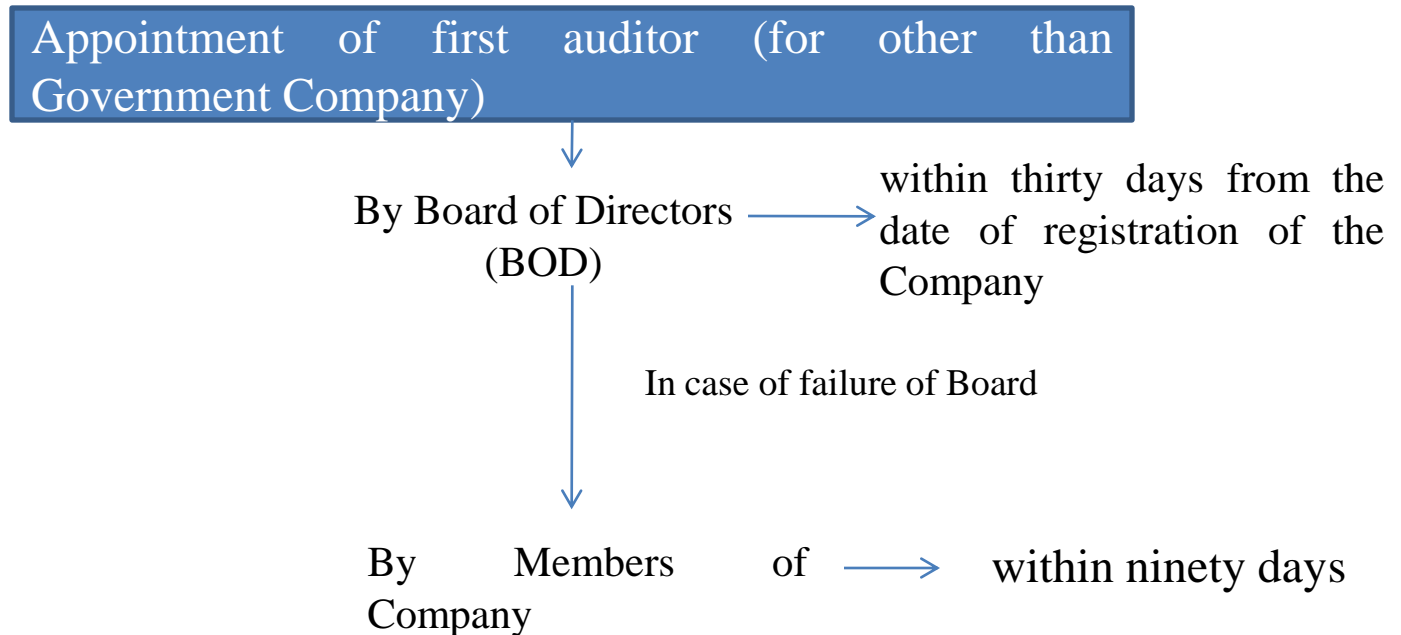 Appointment of first auditor (for other than
Government Company)
By Board of Directors
(BOD)
within thirty days from the
date of registration of the
Company
In case of failure of Board
By Members of
Company
within ninety days